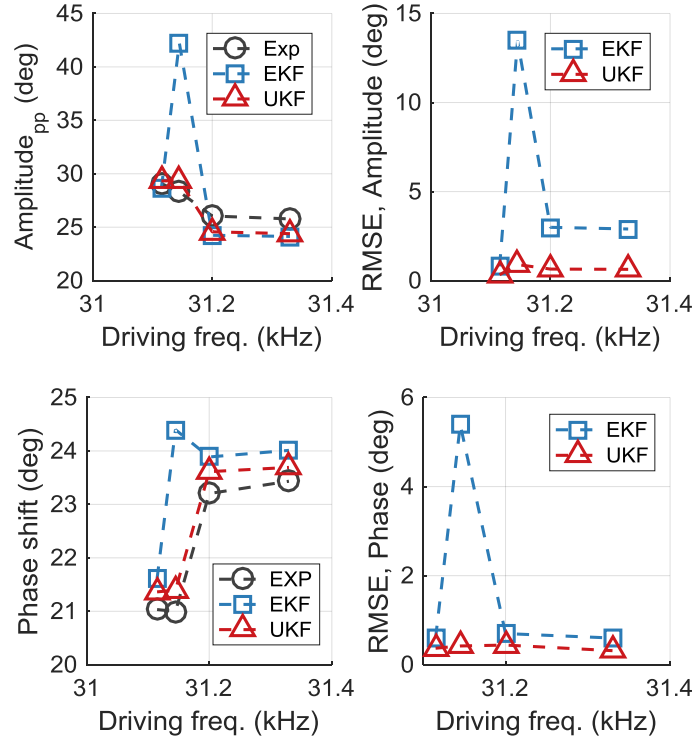 45
40
35
30
25
20
31
31.2
31.4
Amplitude_pp (deg)
Driving freq. (kHz)
Exp
EKF
UKF
15
10
5
0
31
31.2
31.4
RMSE, Amplitude (deg)
Driving freq. (kHz)
EKF
UKF
25
24
23
22
21
20
31
31.2
31.4
Phase shift (deg)
Driving freq. (kHz)
EXP
EKF
UKF
6
4
2
0
31.2
31.4
RMSE, Phase (deg)
Driving freq. (kHz)
EKF
UKF